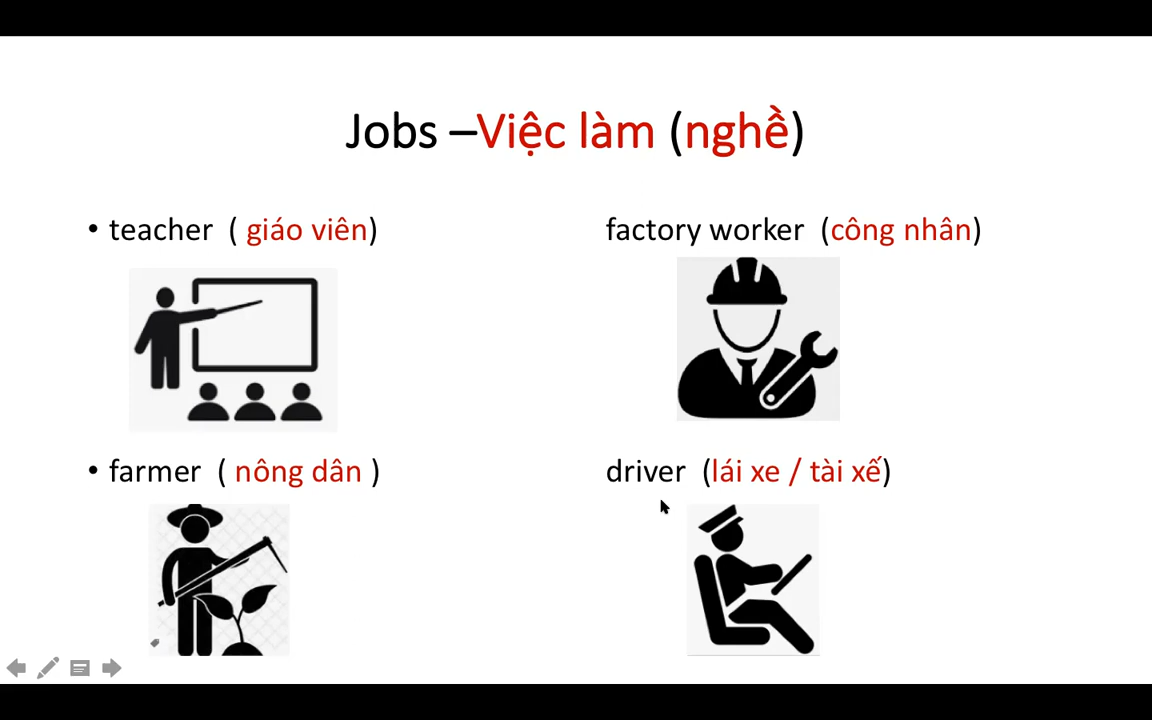 Jobs –Việc làm (nghề)
• teacher ( giáo viên)
factory worker (công nhân)
• farmer ( nông dân )
driver (lái xe / tài xế)